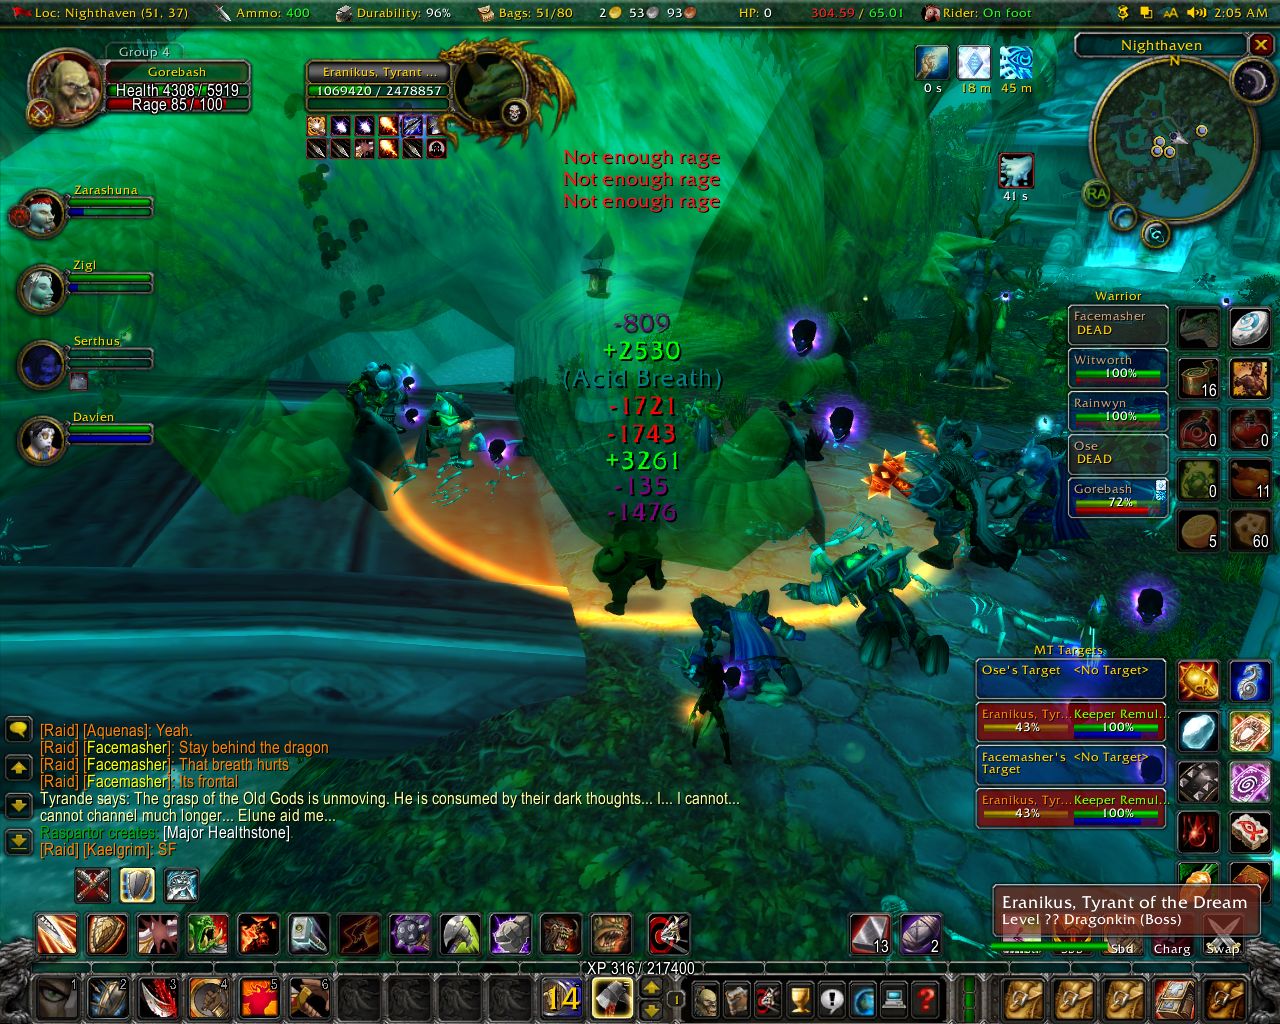 Loc: Nighthaven (51, 37)
Ammo: 400
Durability: 96%
Bags: 51/80
2 53 93
HP: 0
304.59 / 65.01
Rider: On foot
AA
2:05 AM
Group 4
Gorebash
Health 4308 / 5919
Rage 85 / 100
Eranikus, Tyrant ...
1069420 / 2478857
0 s
18 m
45 m
41 s
Nighthaven
N
RA
Zarashuna
Zigl
Serthus
Davien
Not enough rage
Not enough rage
Not enough rage
-809
+2530
(Acid Breath)
-1721
-1743
+3261
-135
-1476
Warrior
Facemasher
DEAD
Witworth
100%
Rainwyn
100%
Ose
DEAD
Gorebash
72%
16
0
0
0
11
5
60
MT Targets
Ose's Target <No Target>
Eranikus, Tyr... Keeper Remul...
43% 100%
Facemasher's <No Target>
Target
Eranikus, Tyr... Keeper Remul...
43% 100%
[Raid] [Aquenas]: Yeah.
[Raid] [Facemasher]: Stay behind the dragon
[Raid] [Facemasher]: That breath hurts
[Raid] [Facemasher]: Its frontal
Tyrande says: The grasp of the Old Gods is unmoving. He is consumed by their dark thoughts... I... I cannot...
cannot channel much longer... Elune aid me...
Raspartor creates: [Major Healthstone].
[Raid] [Kaelgrim]: SF
Eranikus, Tyrant of the Dream
Level ?? Dragonkin (Boss)
13
2
Sbd
Charg
Swap
XP 316 / 217400
1
2
3
4
5
6
14
1